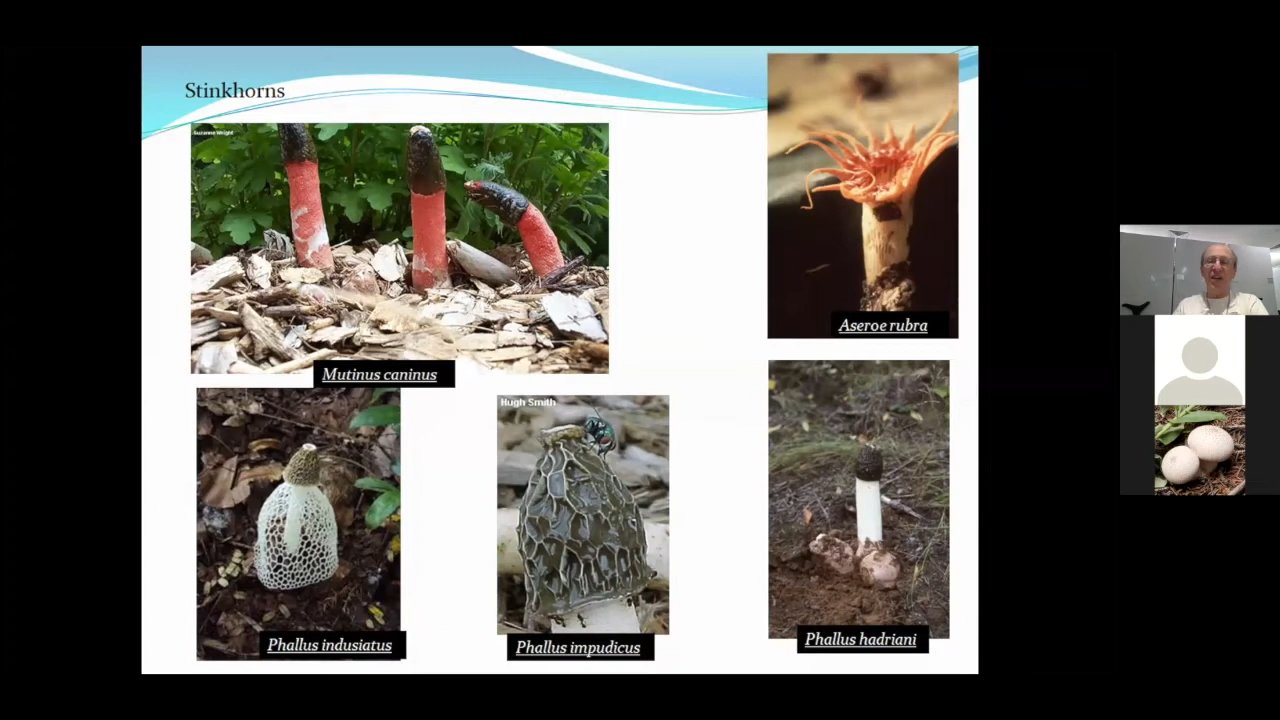 Stinkhorns
Suzanne Wright
Mutinus caninus
Aseroe rubra
Hugh Smith
Phallus indusiatus
Phallus impudicus
Phallus hadriani